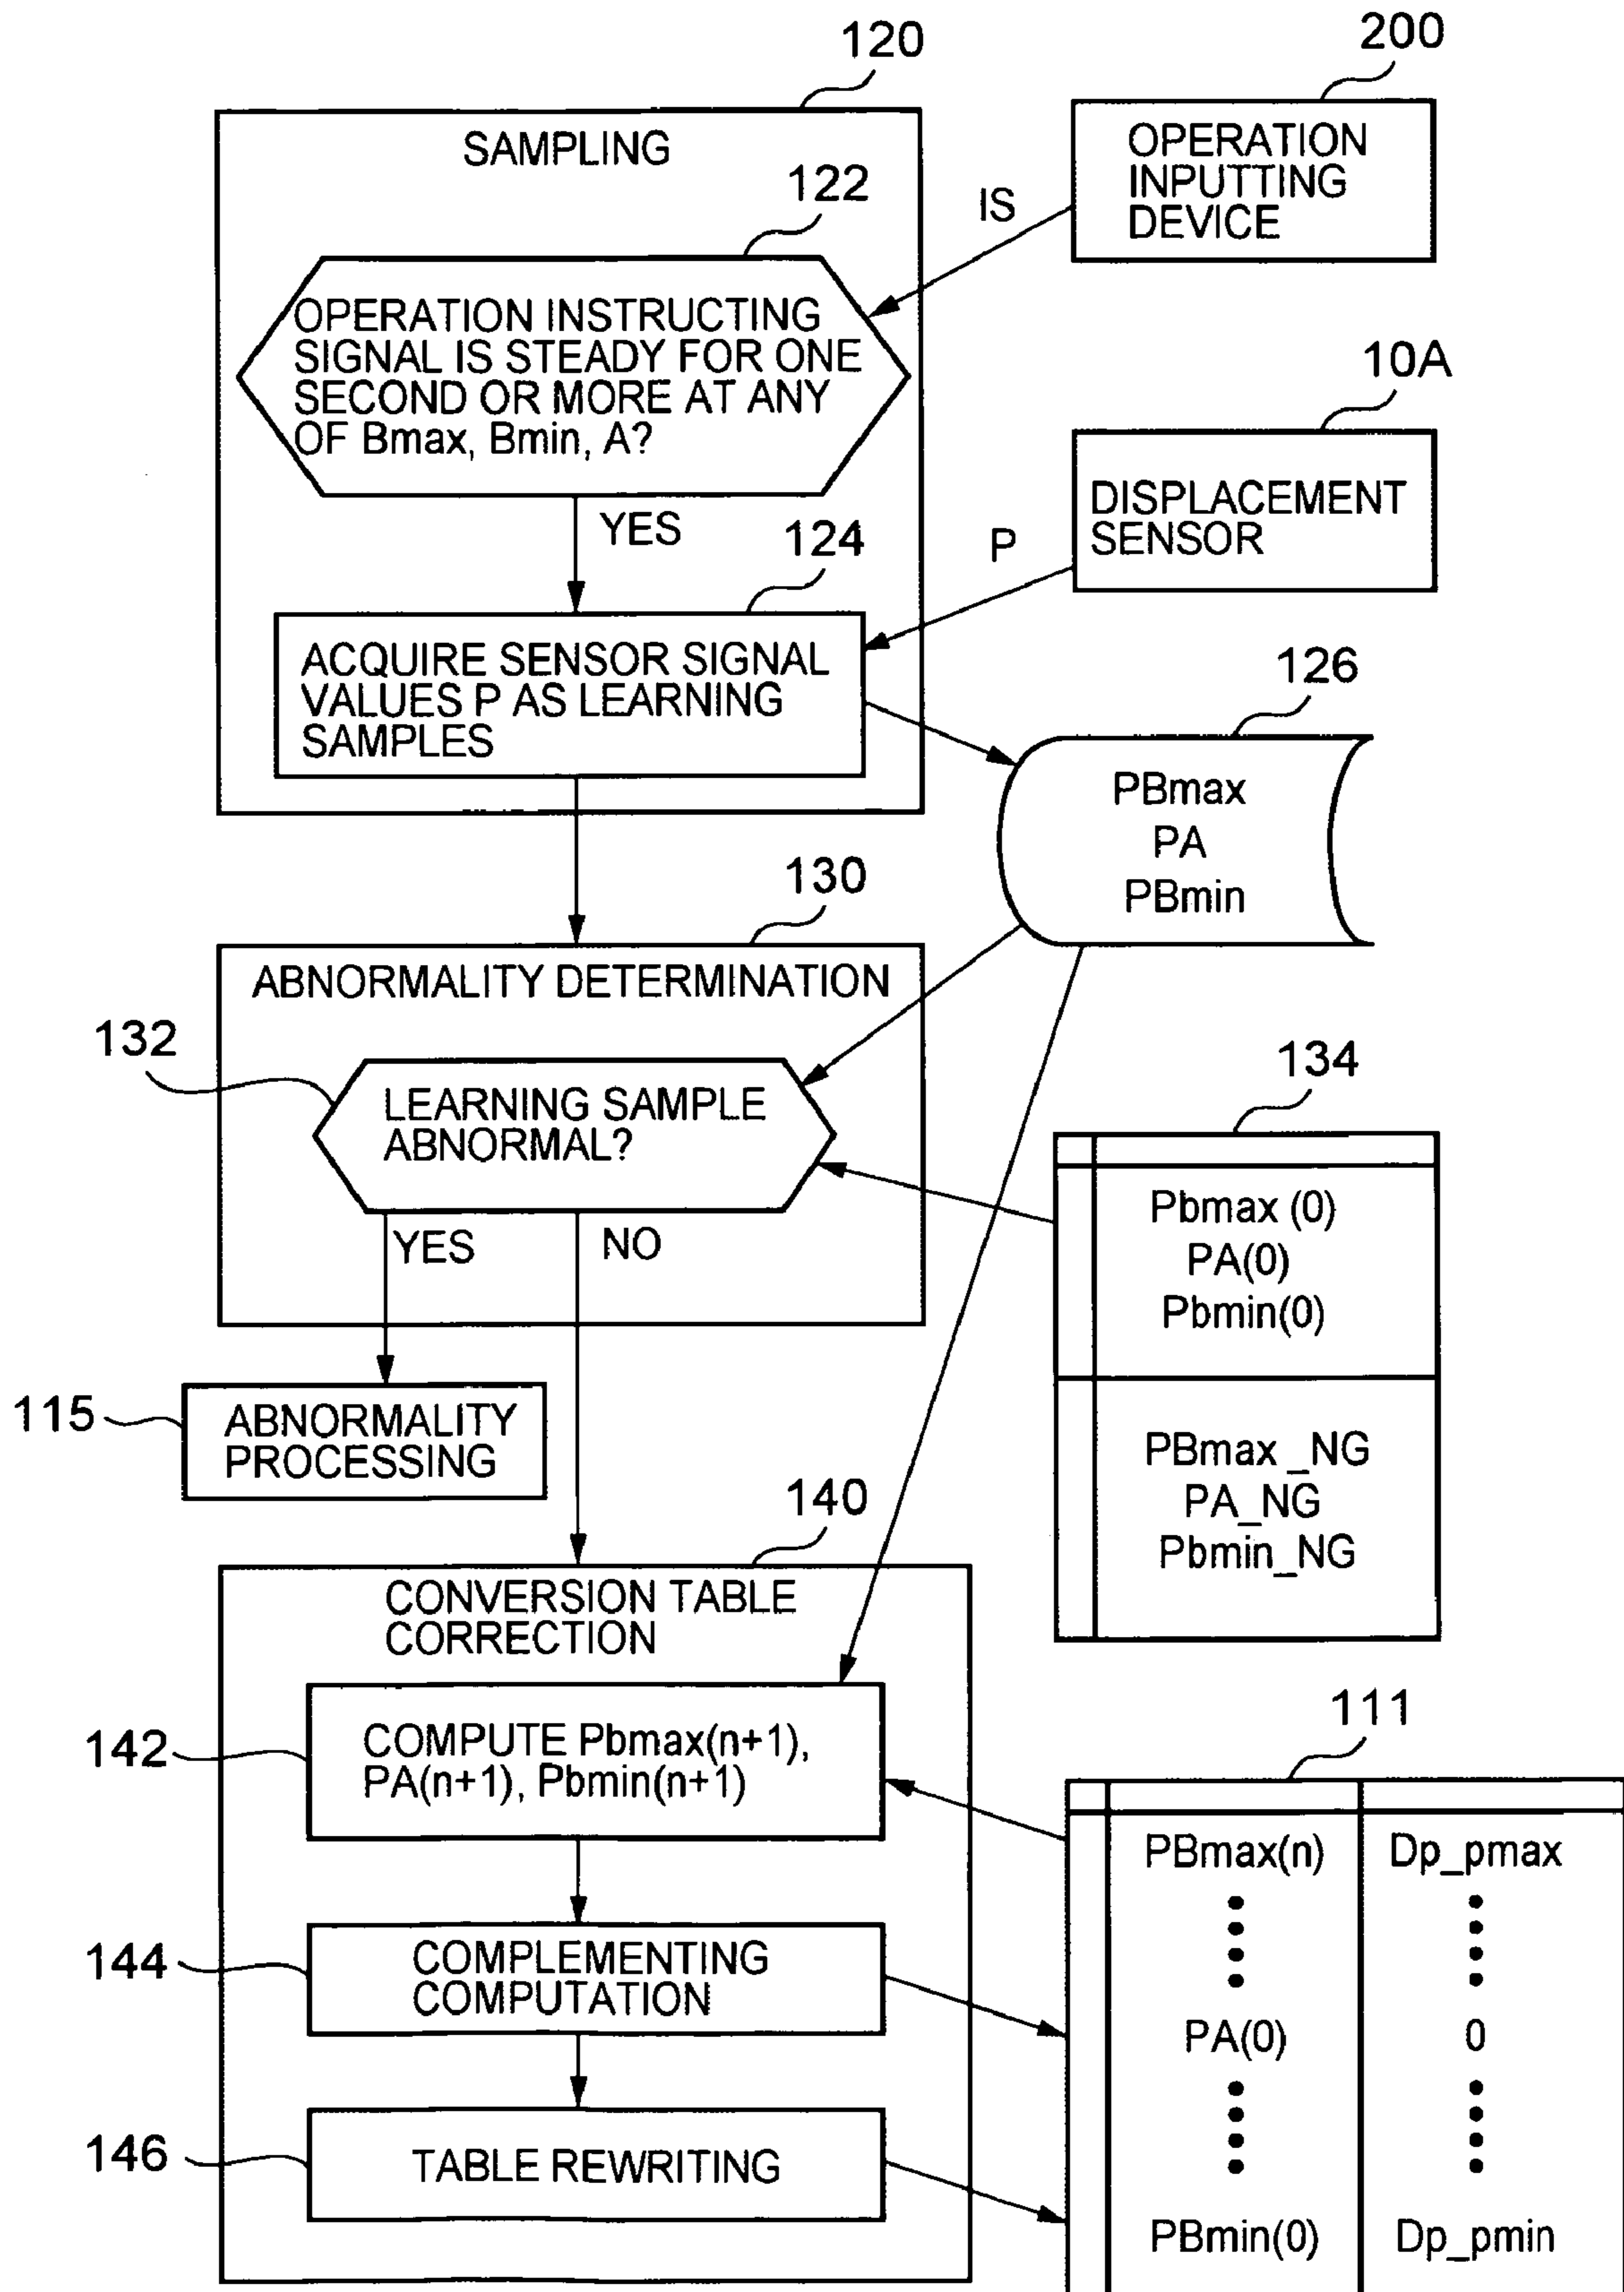 120
200
SAMPLING
OPERATION
INPUTTING
DEVICE
122
IS
OPERATION INSTRUCTING
SIGNAL IS STEADY FOR ONE
SECOND OR MORE AT ANY
OF Bmax, Bmin, A?
10A
DISPLACEMENT
SENSOR
YES
124
P
ACQUIRE SENSOR SIGNAL
VALUES P AS LEARNING
SAMPLES
126
PBmax
PA
PBmin
130
ABNORMALITY DETERMINATION
132
LEARNING SAMPLE
ABNORMAL?
134
Pbmax (0)
PA(0)
Pbmin(0)
YES
NO
115
ABNORMALITY
PROCESSING
PBmax _NG
PA_NG
Pbmin_NG
140
CONVERSION TABLE
CORRECTION
142
COMPUTE Pbmax(n+1),
PA(n+1), Pbmin(n+1)
111
PBmax(n) Dp_pmax
144
COMPLEMENTING
COMPUTATION
PA(0) 0
146
TABLE REWRITING
PBmin(0) Dp_pmin